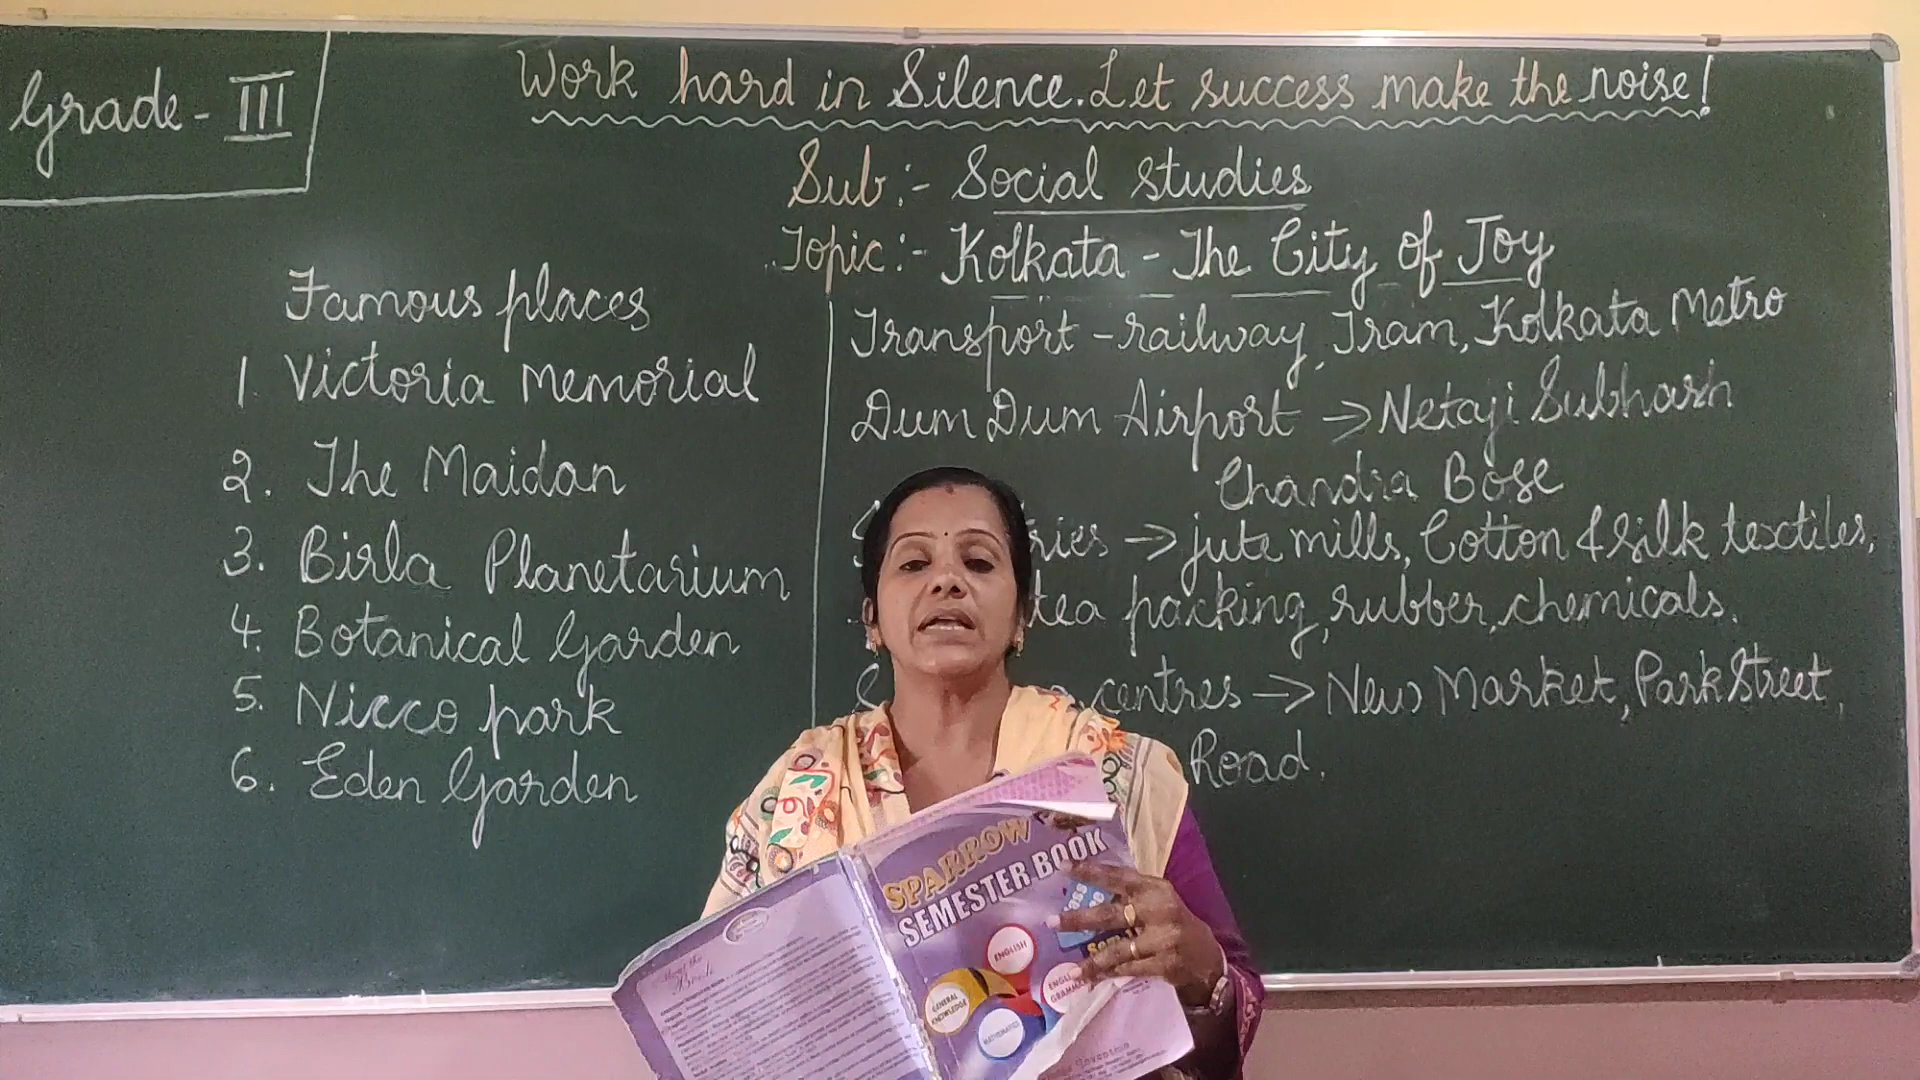 Grade - III
Work hard in Silence. Let success make the noise!
Sub :- Social studies
Topic :- Kolkata - The City of Joy
Famous places
1. Victoria Memorial
2. The Maidan
3. Birla Planetarium
4. Botanical Garden
5. Nicco park
6. Eden Garden
Transport - railway, Tram, Kolkata Metro
Dum Dum Airport → Netaji Subhash
Chandra Bose
→ jute mills, Cotton & Silk textiles,
tea packing, rubber, chemicals.
centres → New Market, Park Street,
Road.
SPARROW
SEMESTER BOOK
ENGLISH
GENERAL
KNOWLEDGE
MATHEMATICS
About the
Book